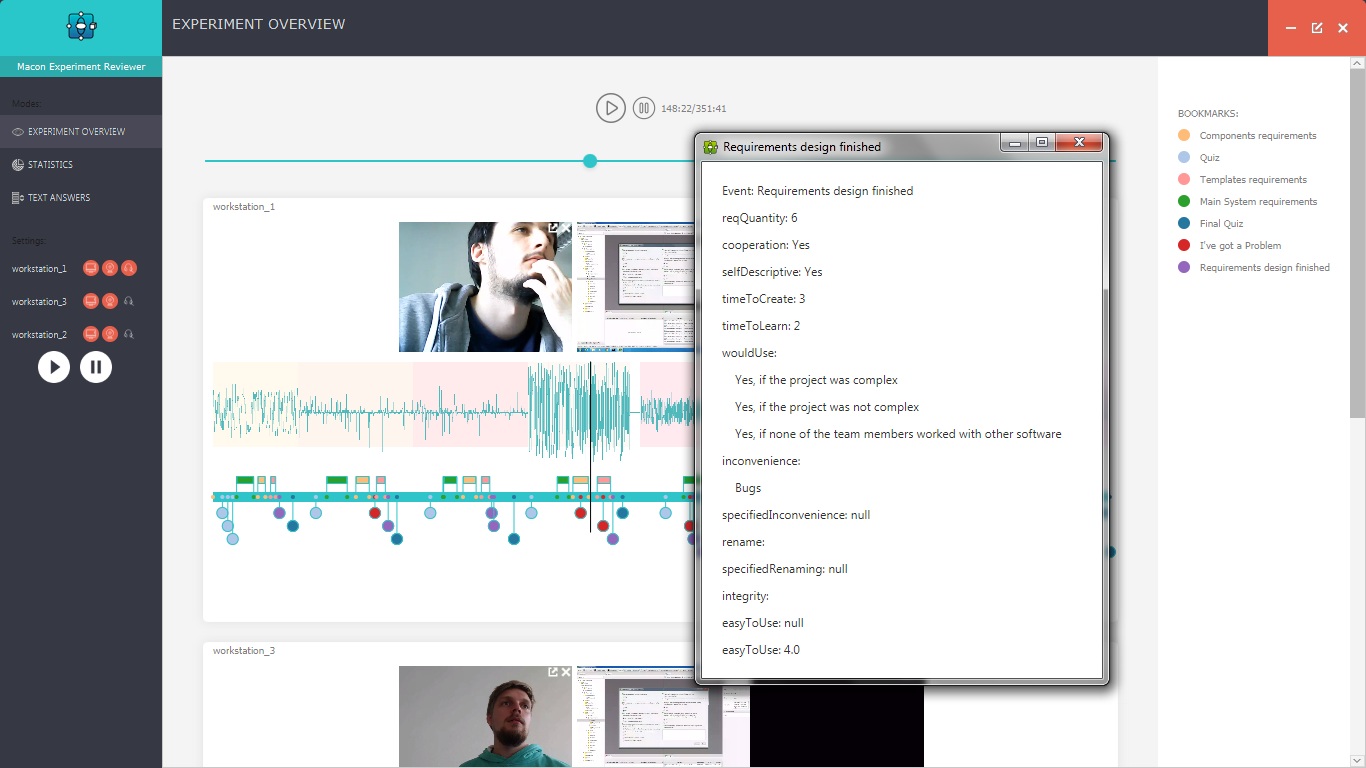 EXPERIMENT OVERVIEW
Macon Experiment Reviewer
Modes:
EXPERIMENT OVERVIEW
STATISTICS
TEXT ANSWERS
Settings:
workstation_1
workstation_3
workstation_2
148:22/351:41
workstation_1
workstation_3
Requirements design finished
Event: Requirements design finished
reqQuantity: 6
cooperation: Yes
selfDescriptive: Yes
timeToCreate: 3
timeToLearn: 2
wouldUse:
Yes, if the project was complex
Yes, if the project was not complex
Yes, if none of the team members worked with other software
inconvenience:
Bugs
specifiedInconvenience: null
rename:
specifiedRenaming: null
integrity:
easyToUse: null
easyToUse: 4.0
BOOKMARKS:
Components requirements
Quiz
Templates requirements
Main System requirements
Final Quiz
I've got a Problem
Requirements design finished